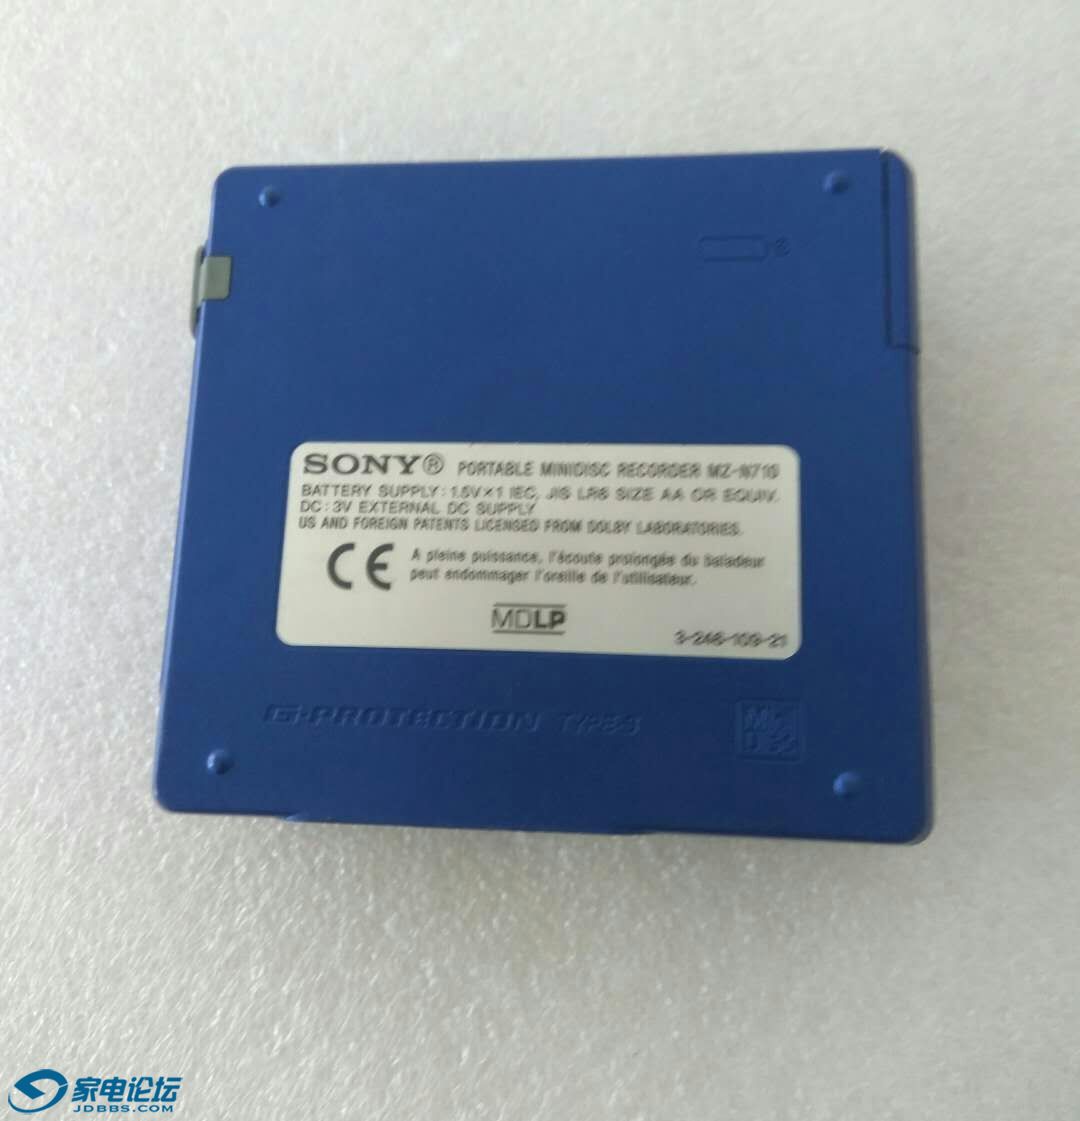 SONY® PORTABLE MINIDISC RECORDER MZ-N710
BATTERY SUPPLY : 1.5V×1 IEC, JIS LR6 SIZE AA OR EQUIV.
DC : 3V EXTERNAL DC SUPPLY
US AND FOREIGN PATENTS LICENSED FROM DOLBY LABORATORIES.
CE
A pleine puissance, l'écoute prolongée du baladeur
peut endommager l'oreille de l'utilisateur.
MDLP
3-246-109-21
G-PROTECTION TYPE-S
家电论坛
JDBBS.COM